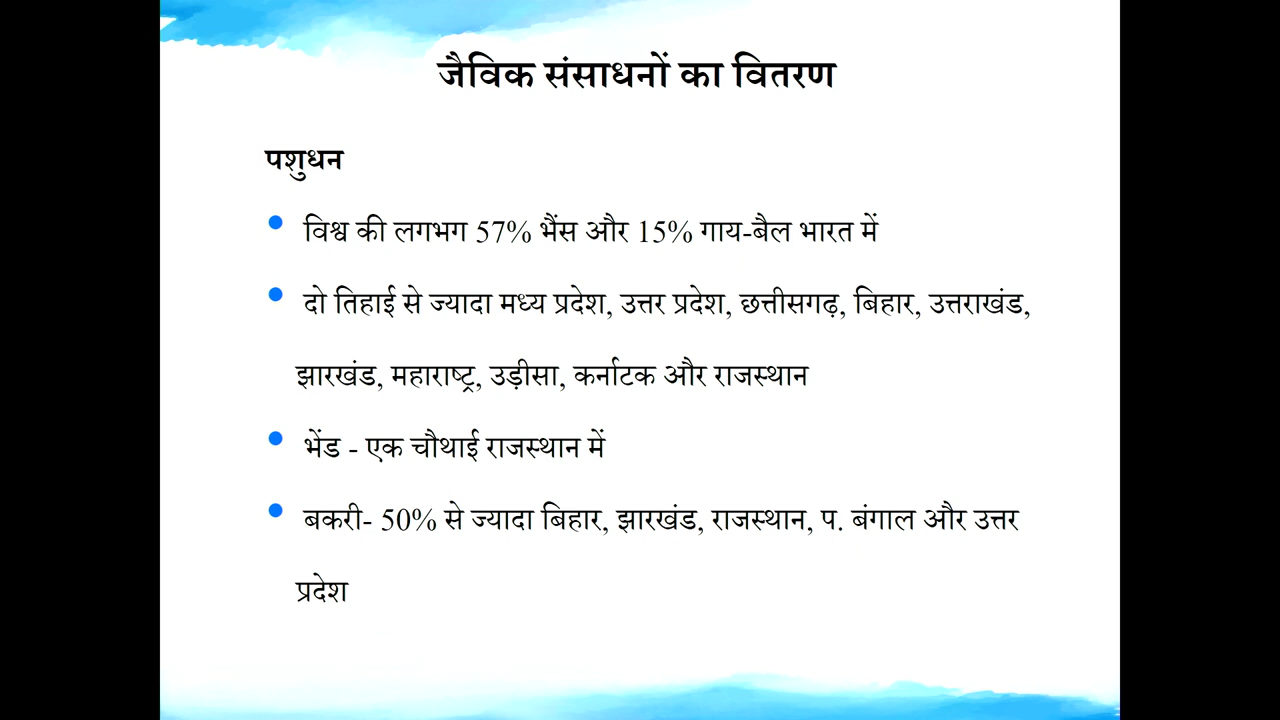 जैविक संसाधनों का वितरण
पशुधन
• विश्व की लगभग 57% भैंस और 15% गाय-बैल भारत में
• दो तिहाई से ज्यादा मध्य प्रदेश, उत्तर प्रदेश, छत्तीसगढ़, बिहार, उत्तराखंड,
झारखंड, महाराष्ट्र, उड़ीसा, कर्नाटक और राजस्थान
• भेंड - एक चौथाई राजस्थान में
• बकरी- 50% से ज्यादा बिहार, झारखंड, राजस्थान, प. बंगाल और उत्तर
प्रदेश